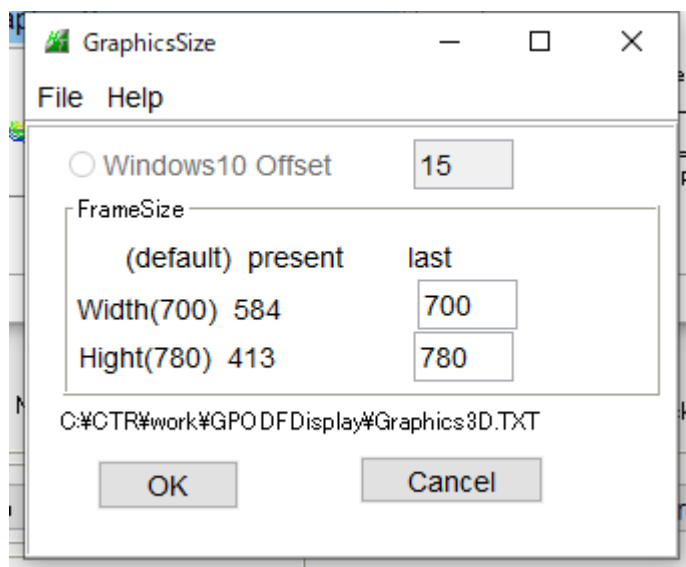 GraphicsSize
File Help
Windows10 Offset 15
FrameSize
(default) present last
Width(700) 584 700
Hight(780) 413 780
C:¥CTR¥work¥GPODFDisplay¥Graphics3D.TXT
OK Cancel